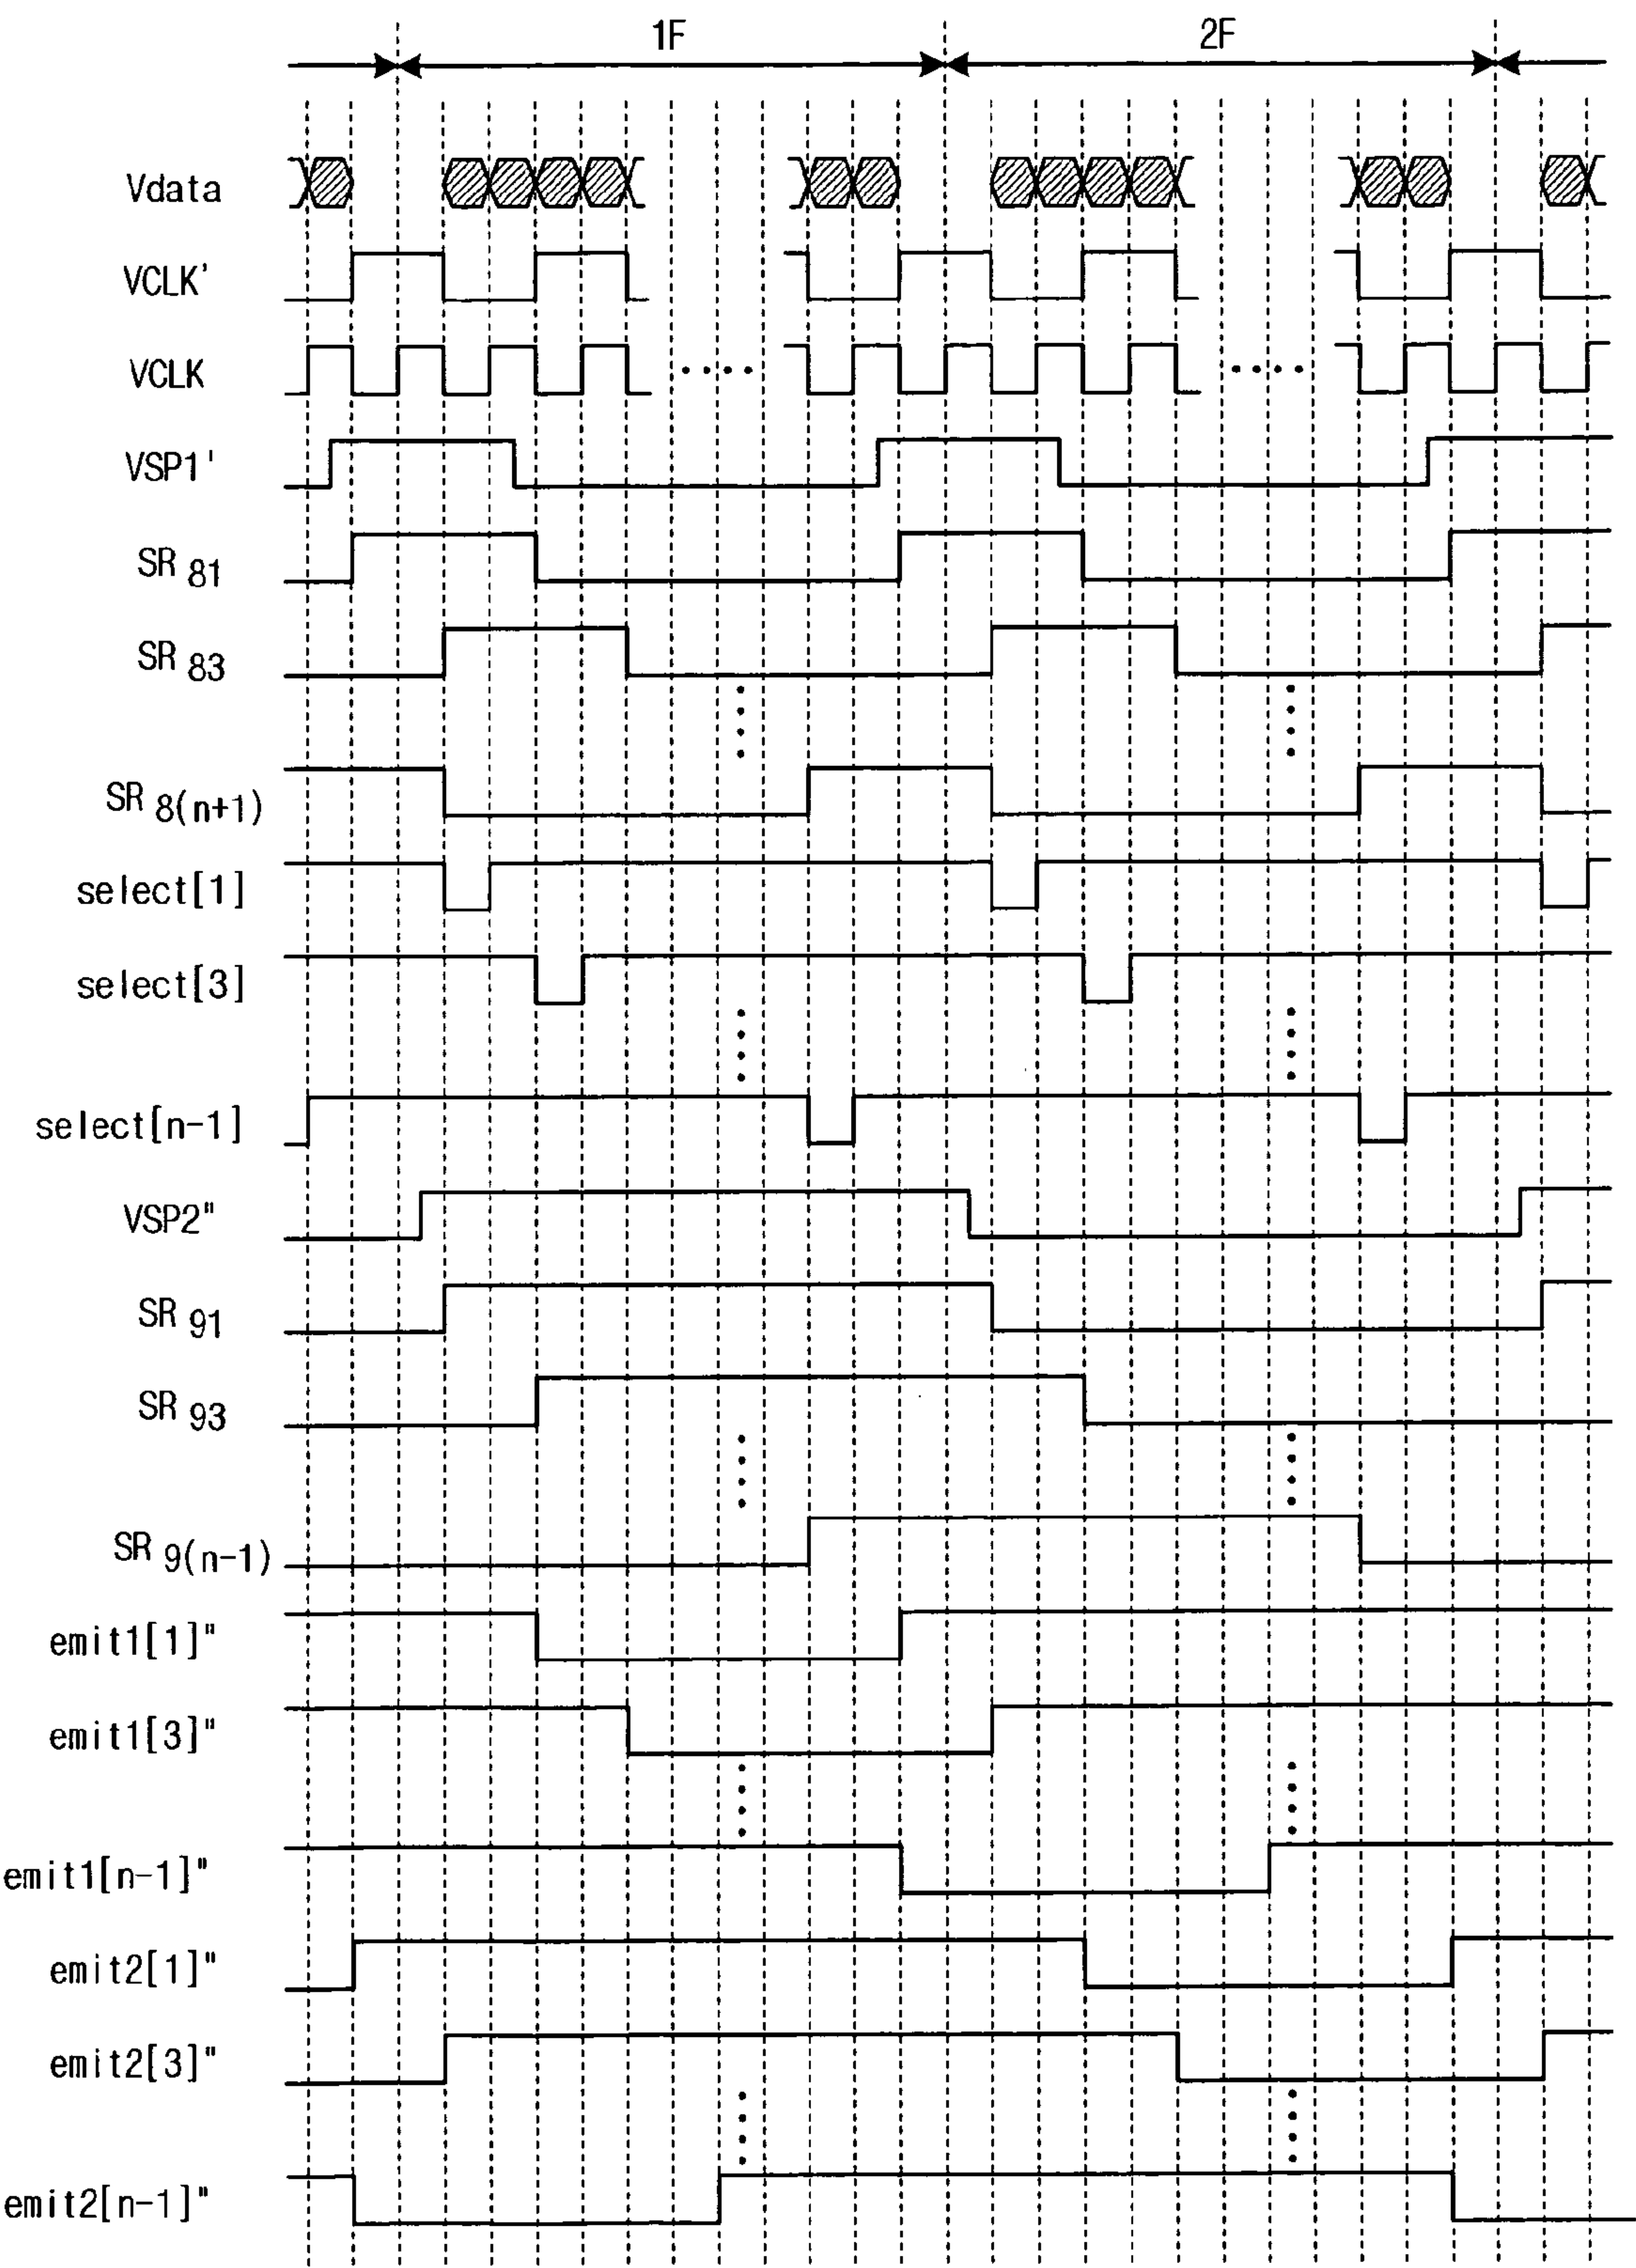 1F 2F
Vdata
VCLK'
VCLK
VSP1'
SR 81
SR 83
SR 8(n+1)
select[1]
select[3]
select[n-1]
VSP2"
SR 91
SR 93
SR 9(n-1)
emit1[1]"
emit1[3]"
emit1[n-1]"
emit2[1]"
emit2[3]"
emit2[n-1]"